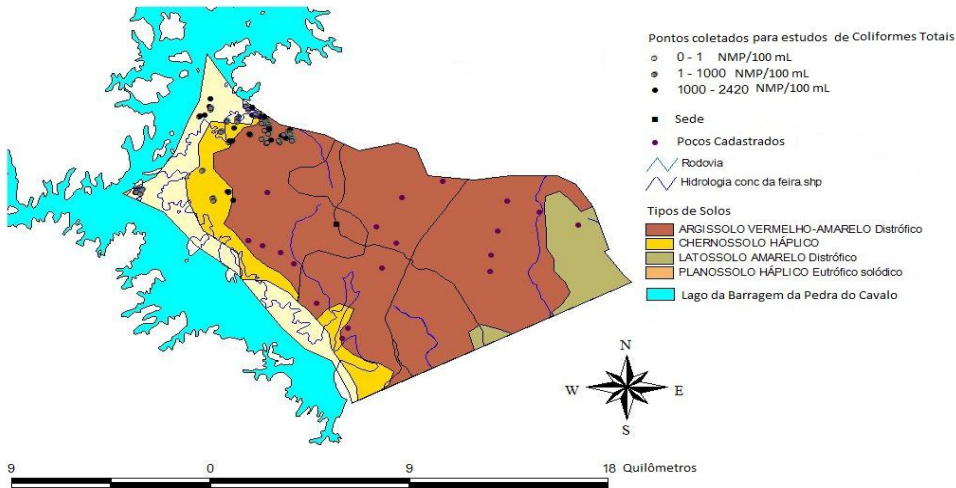 Pontos coletados para estudos de Coliformes Totais
0 - 1 NMP/100 mL
1 - 1000 NMP/100 mL
1000 - 2420 NMP/100 mL
Sede
Poços Cadastrados
Rodovia
Hidrologia conc da feira.shp
Tipos de Solos
ARGISSOLO VERMELHO-AMARELO Distrófico
CHERNOSSOLO HÁPLICO
LATOSSOLO AMARELO Distrófico
PLANOSSOLO HÁPLICO Eutrófico solódico
Lago da Barragem da Pedra do Cavalo
N
W E
S
9 0 9 18 Quilômetros